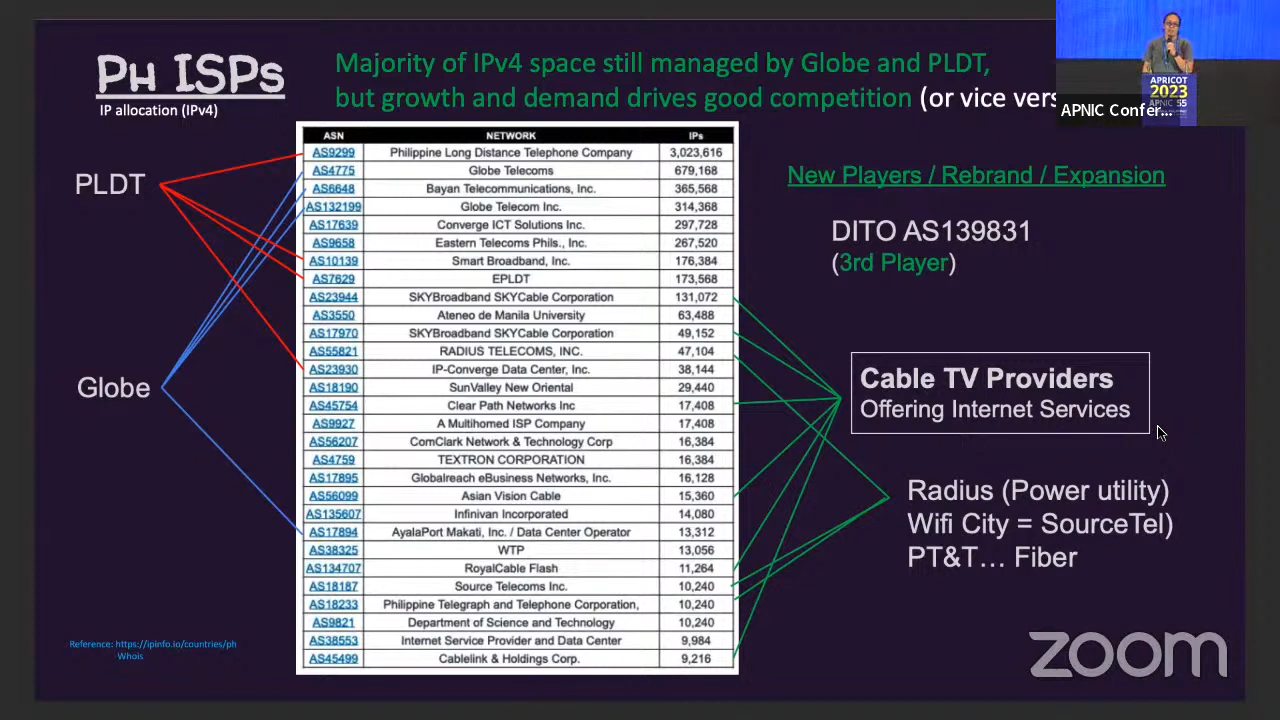 Ph ISPs
IP allocation (IPv4)
Majority of IPv4 space still managed by Globe and PLDT,
but growth and demand drives good competition (or vice vers
APRICOT
2023
APNIC 55
APNIC Confer...
PLDT
Globe
ASN NETWORK IPs
AS9299 Philippine Long Distance Telephone Company 3,023,616
AS4775 Globe Telecoms 679,168
AS6648 Bayan Telecommunications, Inc. 365,568
AS132199 Globe Telecom Inc. 314,368
AS17639 Converge ICT Solutions Inc. 297,728
AS9658 Eastern Telecoms Phils., Inc. 267,520
AS10139 Smart Broadband, Inc. 176,384
AS7629 EPLDT 173,568
AS23944 SKYBroadband SKYCable Corporation 131,072
AS3550 Ateneo de Manila University 63,488
AS17970 SKYBroadband SKYCable Corporation 49,152
AS55821 RADIUS TELECOMS, INC. 47,104
AS23930 IP-Converge Data Center, Inc. 38,144
AS18190 SunValley New Oriental 29,440
AS45754 Clear Path Networks Inc 17,408
AS9927 A Multihomed ISP Company 17,408
AS56207 ComClark Network & Technology Corp 16,384
AS4759 TEXTRON CORPORATION 16,384
AS17895 Globalreach eBusiness Networks, Inc. 16,128
AS56099 Asian Vision Cable 15,360
AS135607 Infinivan Incorporated 14,080
AS17894 AyalaPort Makati, Inc. / Data Center Operator 13,312
AS38325 WTP 13,056
AS134707 RoyalCable Flash 11,264
AS18187 Source Telecoms Inc. 10,240
AS18233 Philippine Telegraph and Telephone Corporation, 10,240
AS9821 Department of Science and Technology 10,240
AS38553 Internet Service Provider and Data Center 9,984
AS45499 Cablelink & Holdings Corp. 9,216
New Players / Rebrand / Expansion
DITO AS139831
(3rd Player)
Cable TV Providers
Offering Internet Services
Radius (Power utility)
Wifi City = SourceTel)
PT&T... Fiber
Reference: https://ipinfo.io/countries/ph
Whois
zoom